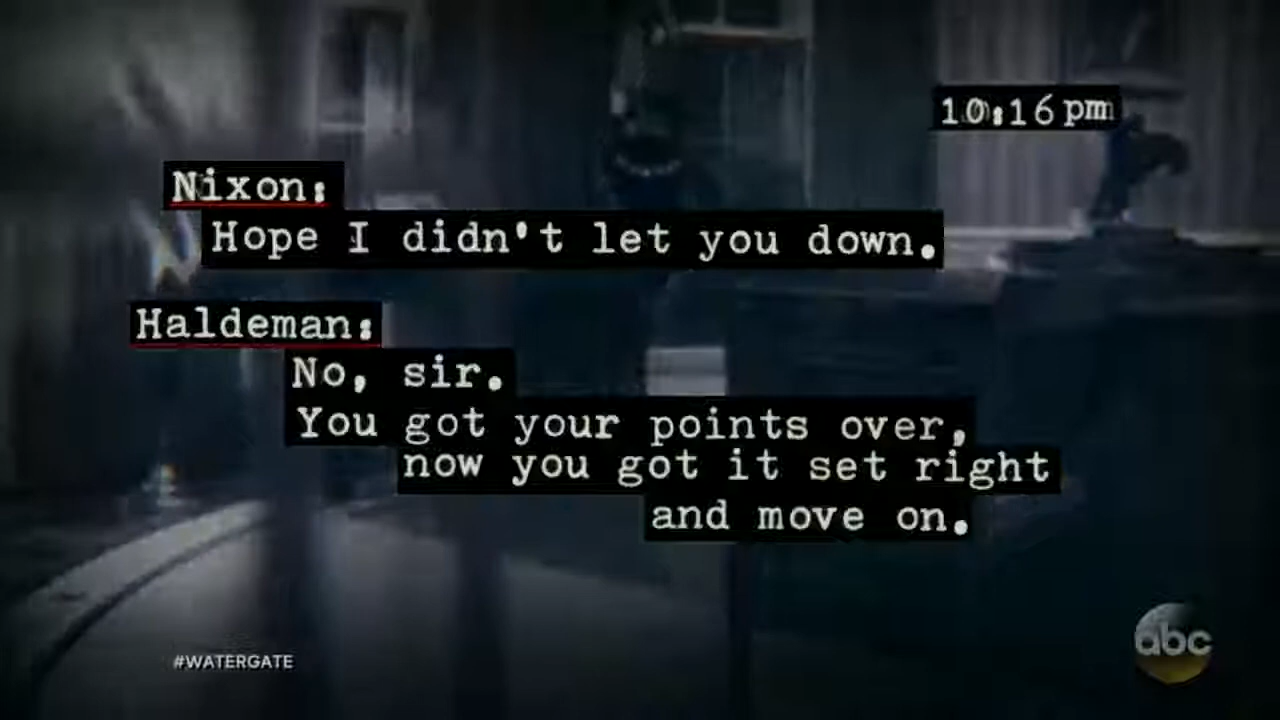 10:16 pm
Nixon:
Hope I didn't let you down.
Haldeman:
No, sir.
You got your points over,
now you got it set right
and move on.
#WATERGATE
abc